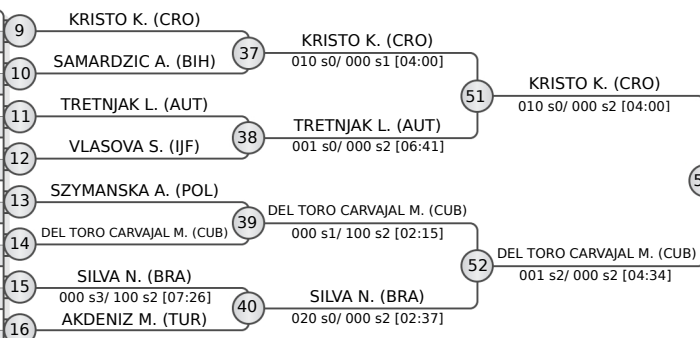 9
KRISTO K. (CRO)
10
SAMARDZIC A. (BIH)
37
KRISTO K. (CRO)
010 s0/ 000 s1 [04:00]
11
TRETNJAK L. (AUT)
12
VLASOVA S. (IJF)
38
TRETNJAK L. (AUT)
001 s0/ 000 s2 [06:41]
51
KRISTO K. (CRO)
010 s0/ 000 s2 [04:00]
13
SZYMANSKA A. (POL)
14
DEL TORO CARVAJAL M. (CUB)
39
DEL TORO CARVAJAL M. (CUB)
000 s1/ 100 s2 [02:15]
15
SILVA N. (BRA)
000 s3/ 100 s2 [07:26]
16
AKDENIZ M. (TUR)
40
SILVA N. (BRA)
020 s0/ 000 s2 [02:37]
52
DEL TORO CARVAJAL M. (CUB)
001 s2/ 000 s2 [04:34]